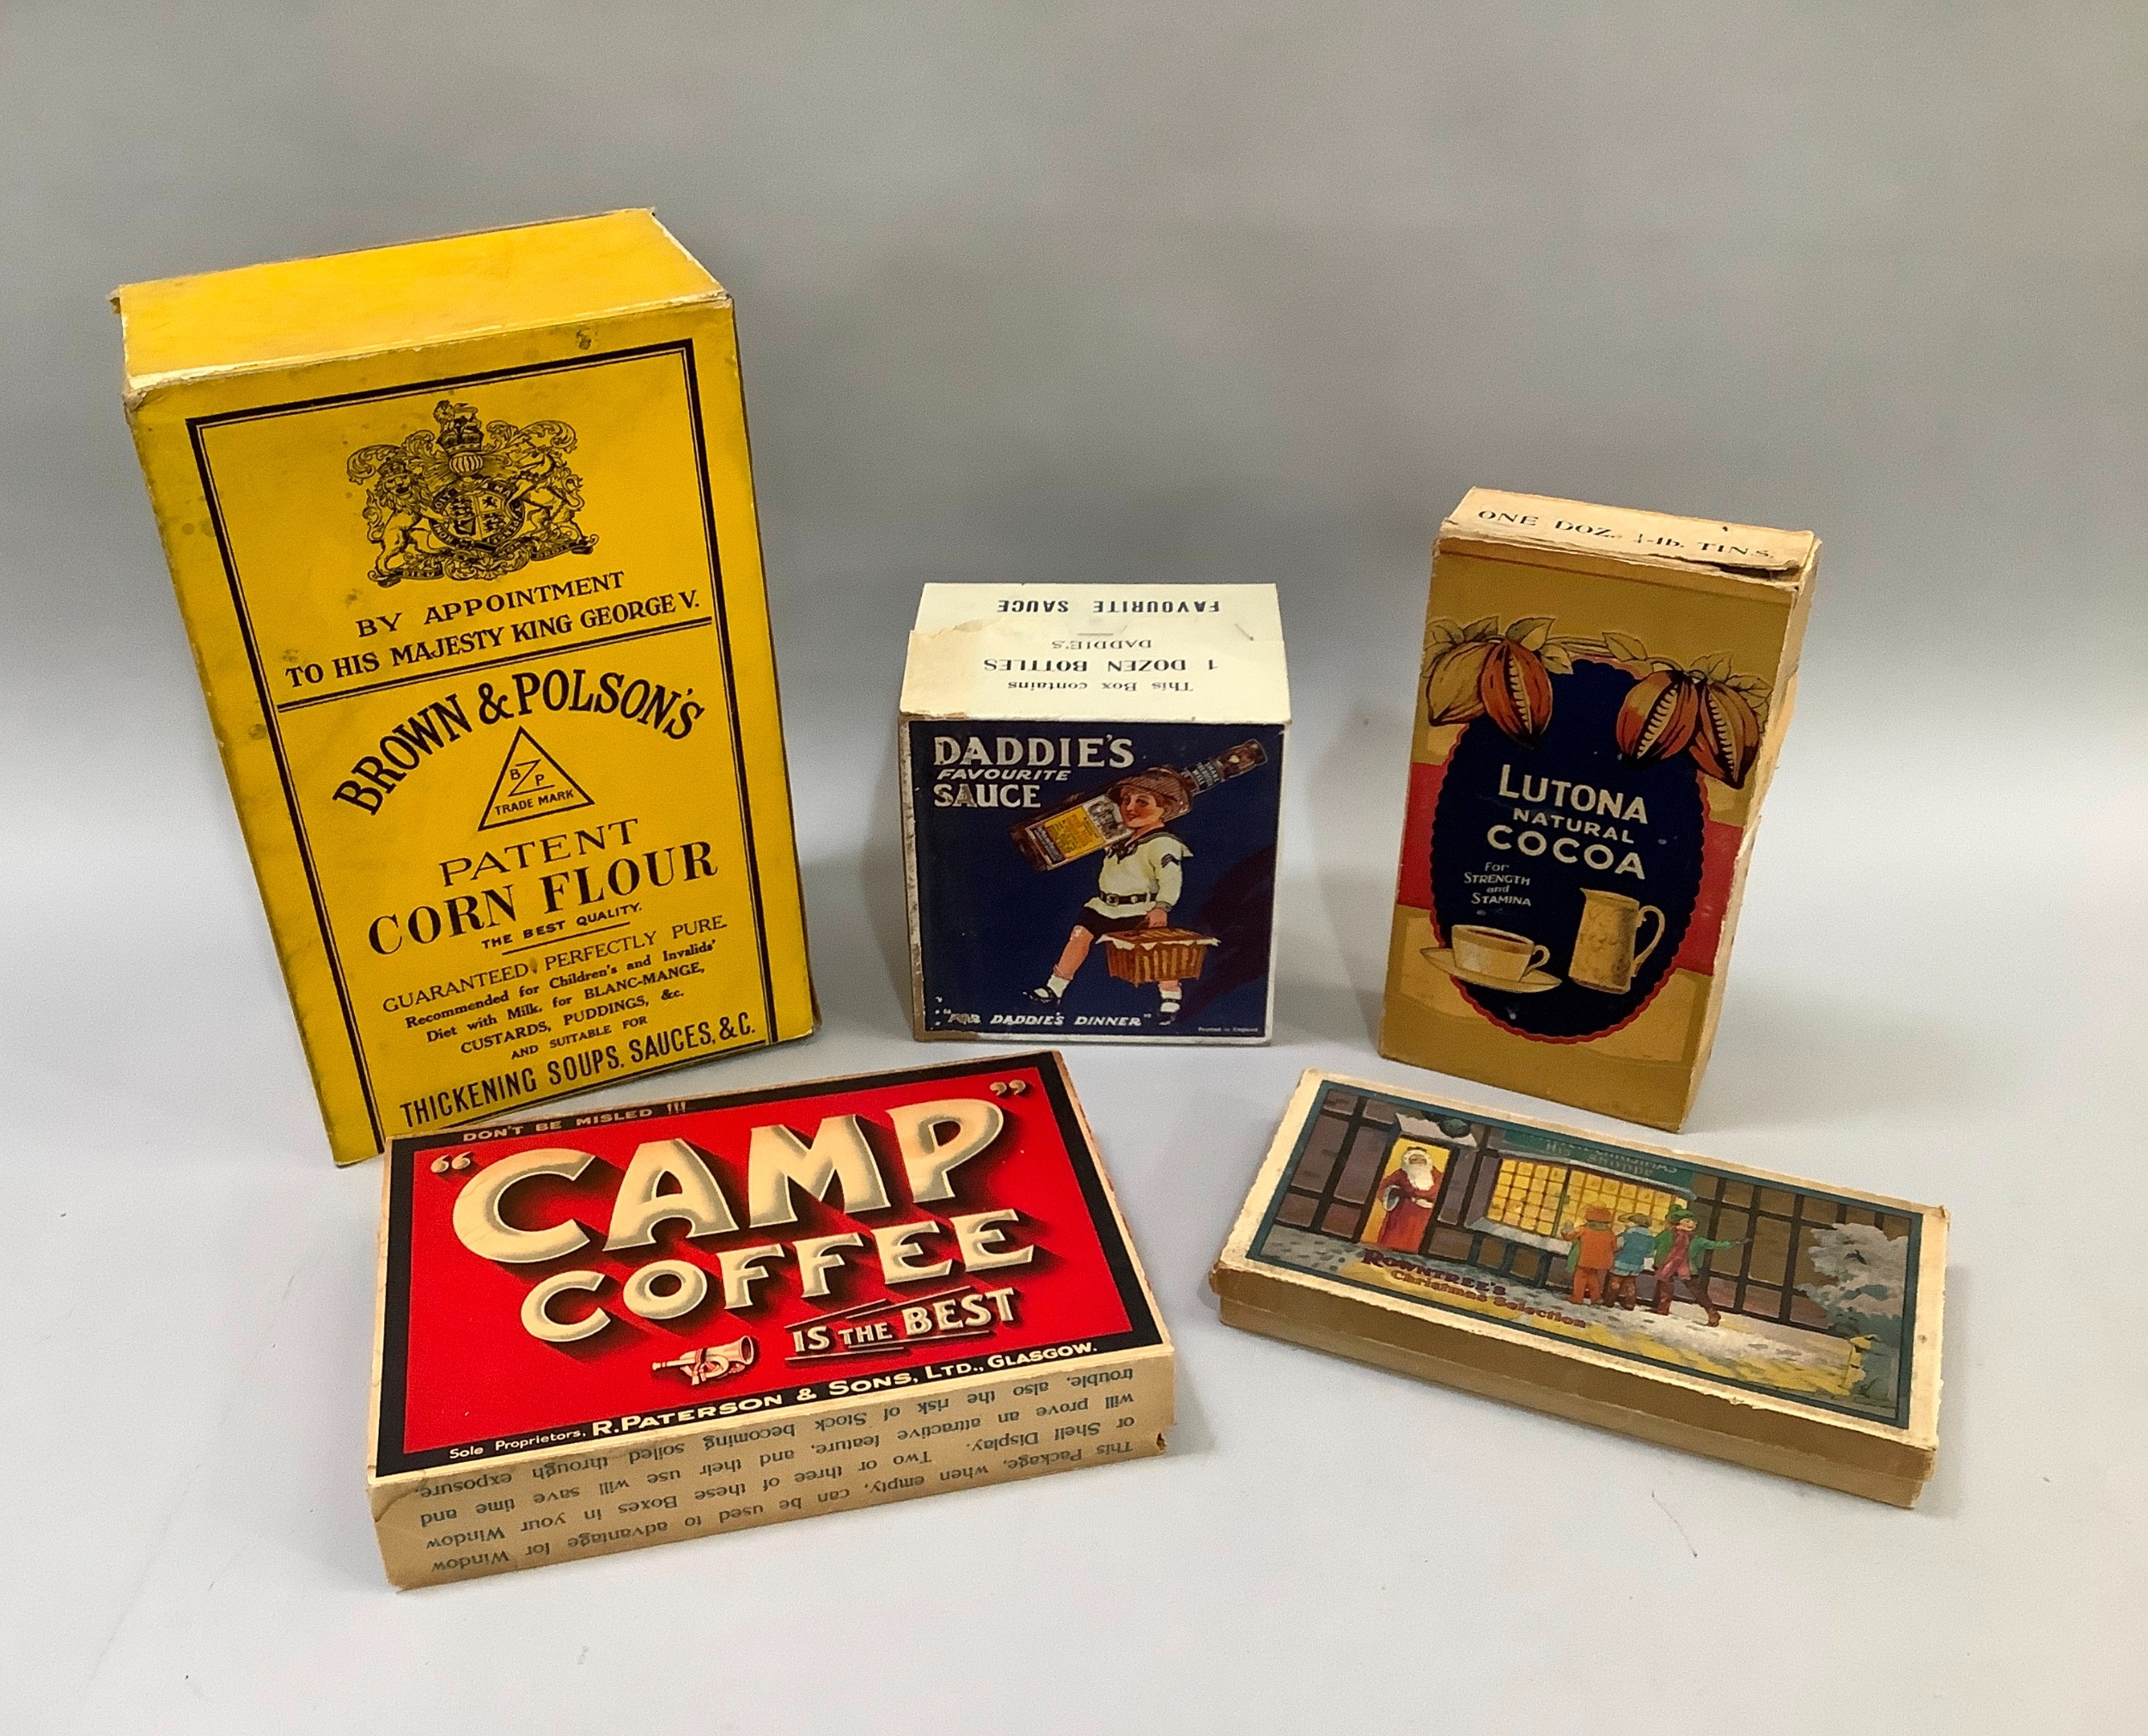 BY APPOINTMENT
TO HIS MAJESTY KING GEORGE V.
BROWN & POLSON'S
B P
TRADE MARK
PATENT
CORN FLOUR
THE BEST QUALITY.
GUARANTEED PERFECTLY PURE
Recommended for Children's and Invalids'
Diet with Milk, for BLANC-MANGE,
CUSTARDS, PUDDINGS, &c.
AND SUITABLE FOR
THICKENING SOUPS, SAUCES, &C.
This Box contains
1 DOZEN BOTTLES
DADDIE'S
FAVOURITE SAUCE
DADDIE'S
FAVOURITE
SAUCE
"FOR DADDIE'S DINNER"
Printed in England
ONE DOZ. ¼-lb. TINS.
LUTONA
NATURAL
COCOA
For
STRENGTH
and
STAMINA
DON'T BE MISLED !!!
"CAMP"
COFFEE
IS THE BEST
Sole Proprietors, R. PATERSON & SONS, LTD., GLASGOW.
This Package, when empty, can be used to advantage for Window
or Shelf Display. Two or three of these Boxes in your Window
will prove an attractive feature, and their use will save time and
trouble, also the risk of Stock becoming soiled through exposure.
ROWNTREE'S
Christmas Selection